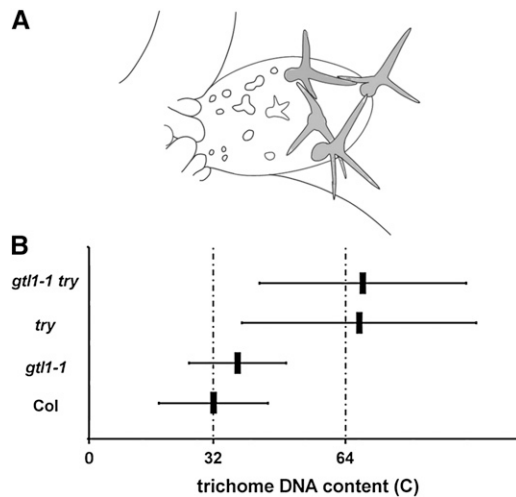 A
B
gtl1-1 try
try
gtl1-1
Col
0 32 64
trichome DNA content (C)